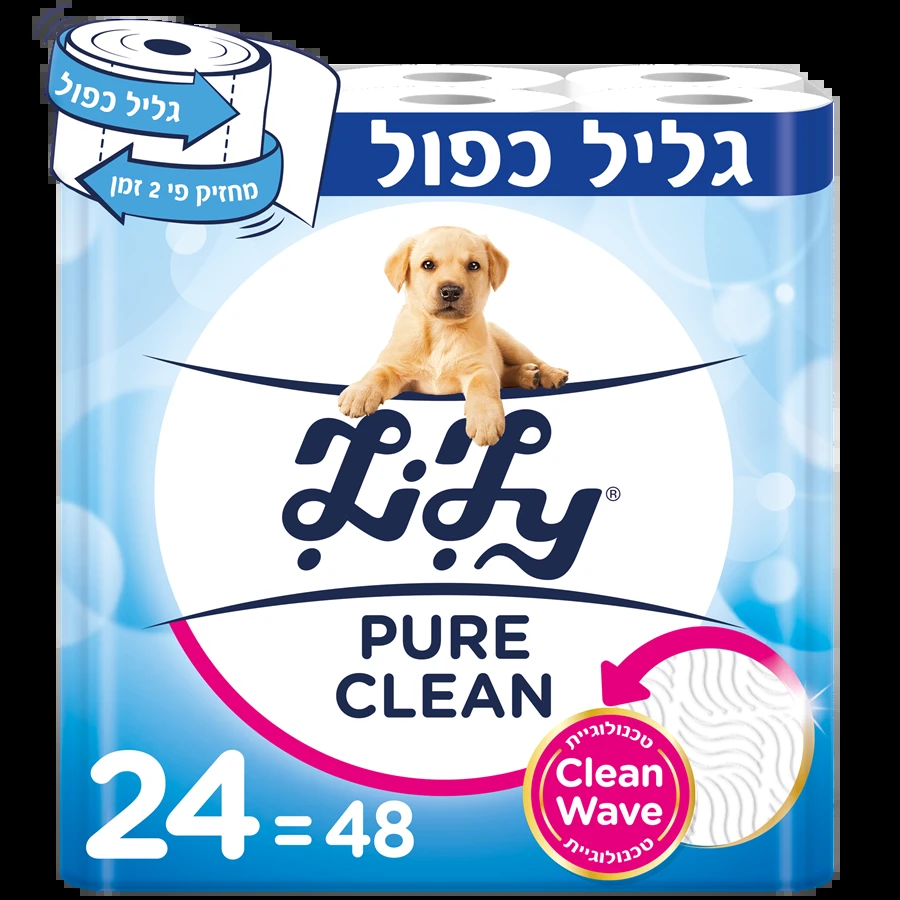 גליל כפול
מחזיק פי 2 זמן
גליל כפול
Lily®
PURE
CLEAN
24=48
טכנולוגיית
Clean
Wave
טכנולוגיית